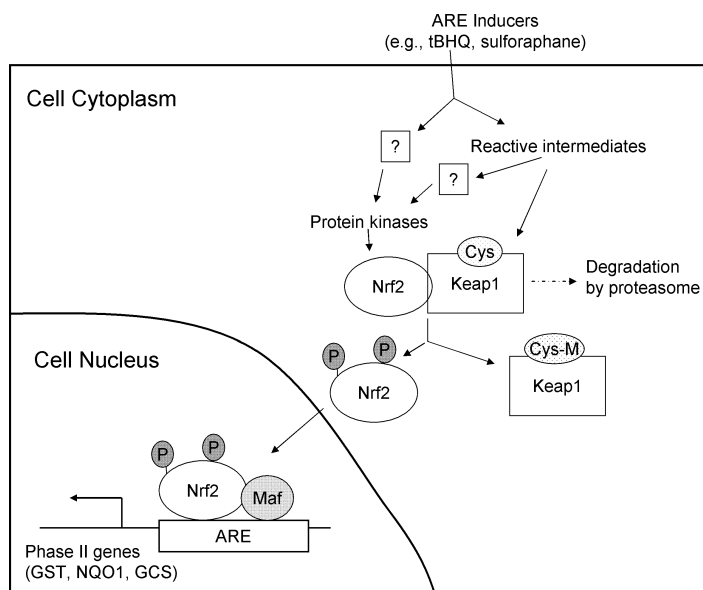 ARE Inducers
(e.g., tBHQ, sulforaphane)
Cell Cytoplasm
?
Reactive intermediates
?
Protein kinases
Cys
Nrf2
Keap1
Degradation
by proteasome
P
P
Nrf2
Cys-M
Keap1
Cell Nucleus
P
P
Nrf2
Maf
ARE
Phase II genes
(GST, NQO1, GCS)